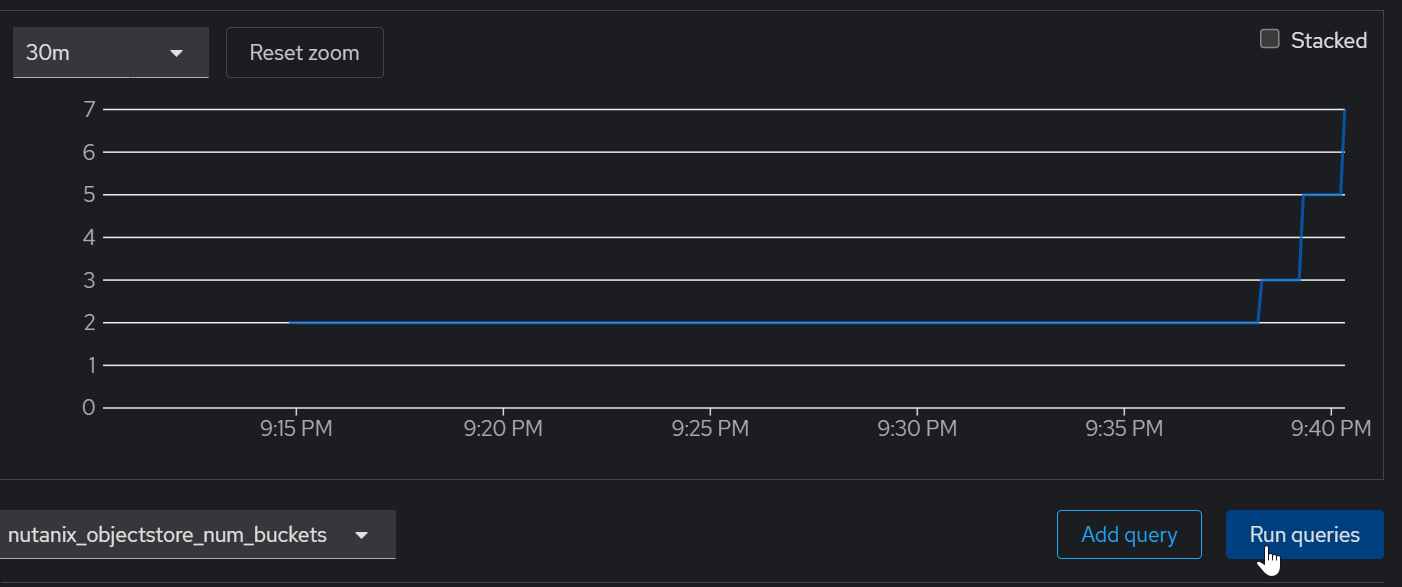 30m
Reset zoom
Stacked
7
6
5
4
3
2
1
0
9:15 PM 9:20 PM 9:25 PM 9:30 PM 9:35 PM 9:40 PM
nutanix_objectstore_num_buckets
Add query
Run queries